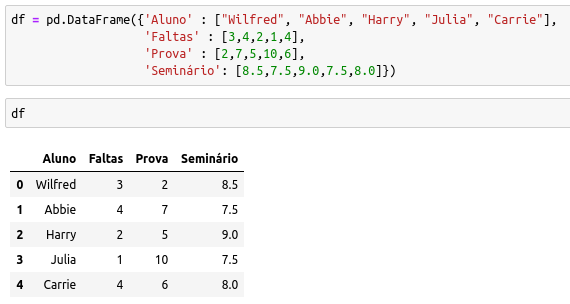 df = pd.DataFrame({'Aluno' : ["Wilfred", "Abbie", "Harry", "Julia", "Carrie"],
'Faltas' : [3,4,2,1,4],
'Prova' : [2,7,5,10,6],
'Seminário': [8.5,7.5,9.0,7.5,8.0]})
df
Aluno Faltas Prova Seminário
0 Wilfred 3 2 8.5
1 Abbie 4 7 7.5
2 Harry 2 5 9.0
3 Julia 1 10 7.5
4 Carrie 4 6 8.0